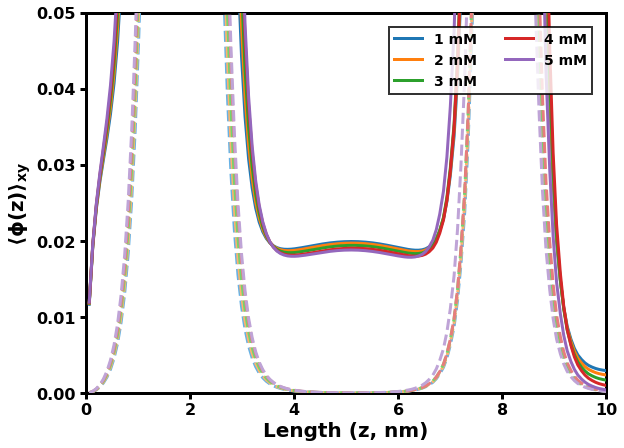 0.05
0.04
0.03
0.02
0.01
0.00
⟨ϕ(z)⟩xy
1 mM
2 mM
3 mM
4 mM
5 mM
0 2 4 6 8 10
Length (z, nm)